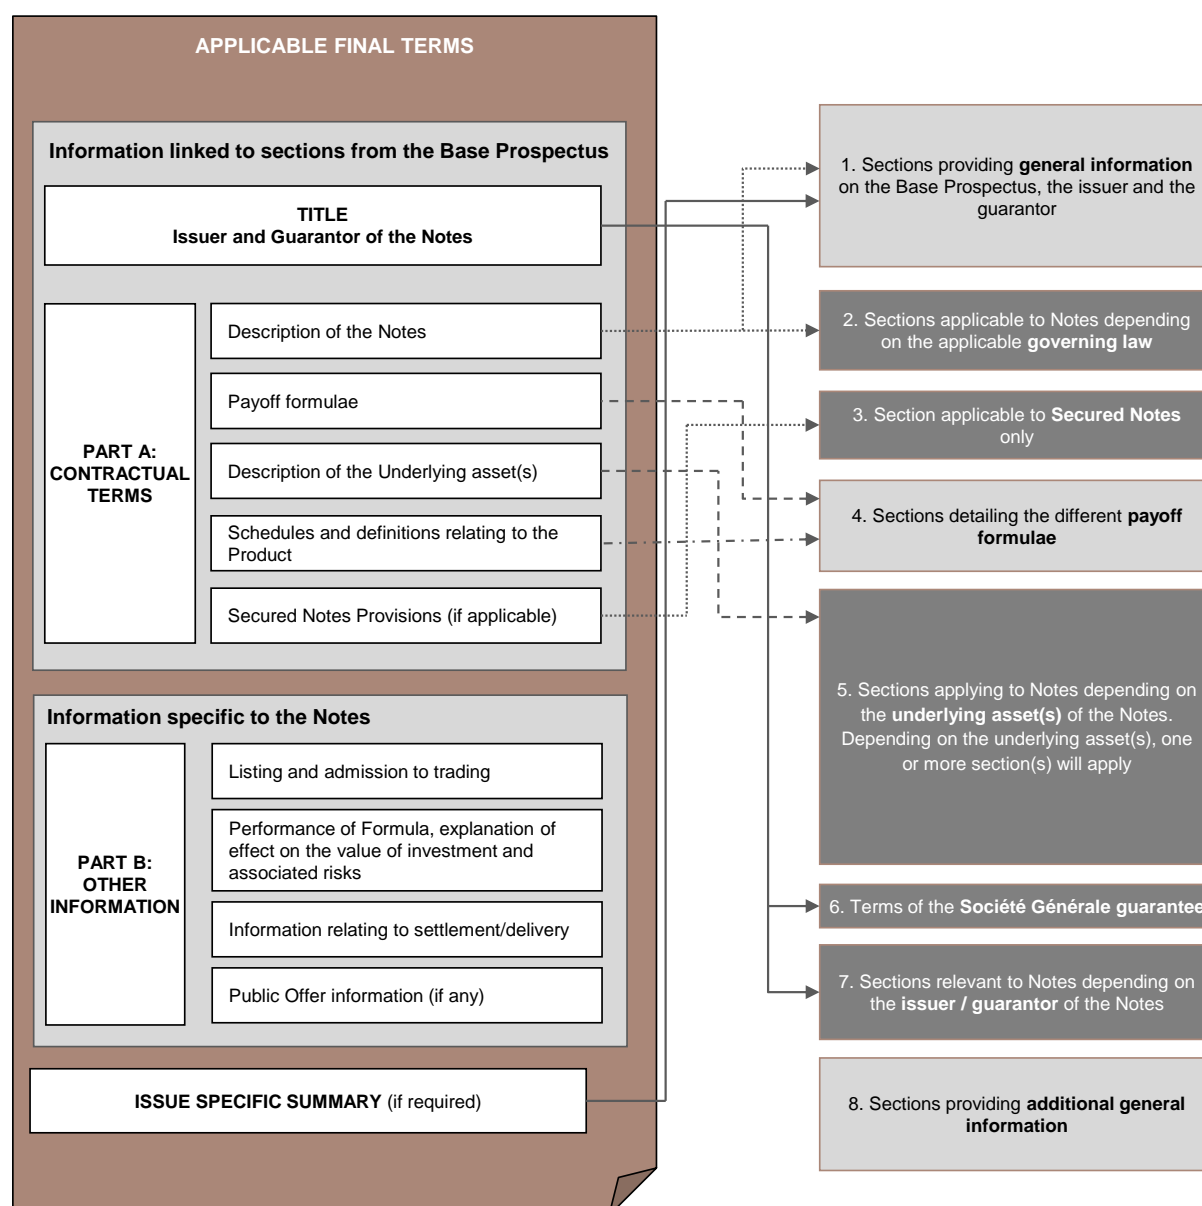 APPLICABLE FINAL TERMS
Information linked to sections from the Base Prospectus
TITLE
Issuer and Guarantor of the Notes
PART A:
CONTRACTUAL
TERMS
Description of the Notes
Payoff formulae
Description of the Underlying asset(s)
Schedules and definitions relating to the
Product
Secured Notes Provisions (if applicable)
Information specific to the Notes
PART B:
OTHER
INFORMATION
Listing and admission to trading
Performance of Formula, explanation of
effect on the value of investment and
associated risks
Information relating to settlement/delivery
Public Offer information (if any)
ISSUE SPECIFIC SUMMARY (if required)
1. Sections providing general information
on the Base Prospectus, the issuer and the
guarantor
2. Sections applicable to Notes depending
on the applicable governing law
3. Section applicable to Secured Notes
only
4. Sections detailing the different payoff
formulae
5. Sections applying to Notes depending on
the underlying asset(s) of the Notes.
Depending on the underlying asset(s), one
or more section(s) will apply
6. Terms of the Société Générale guarantee
7. Sections relevant to Notes depending on
the issuer / guarantor of the Notes
8. Sections providing additional general
information